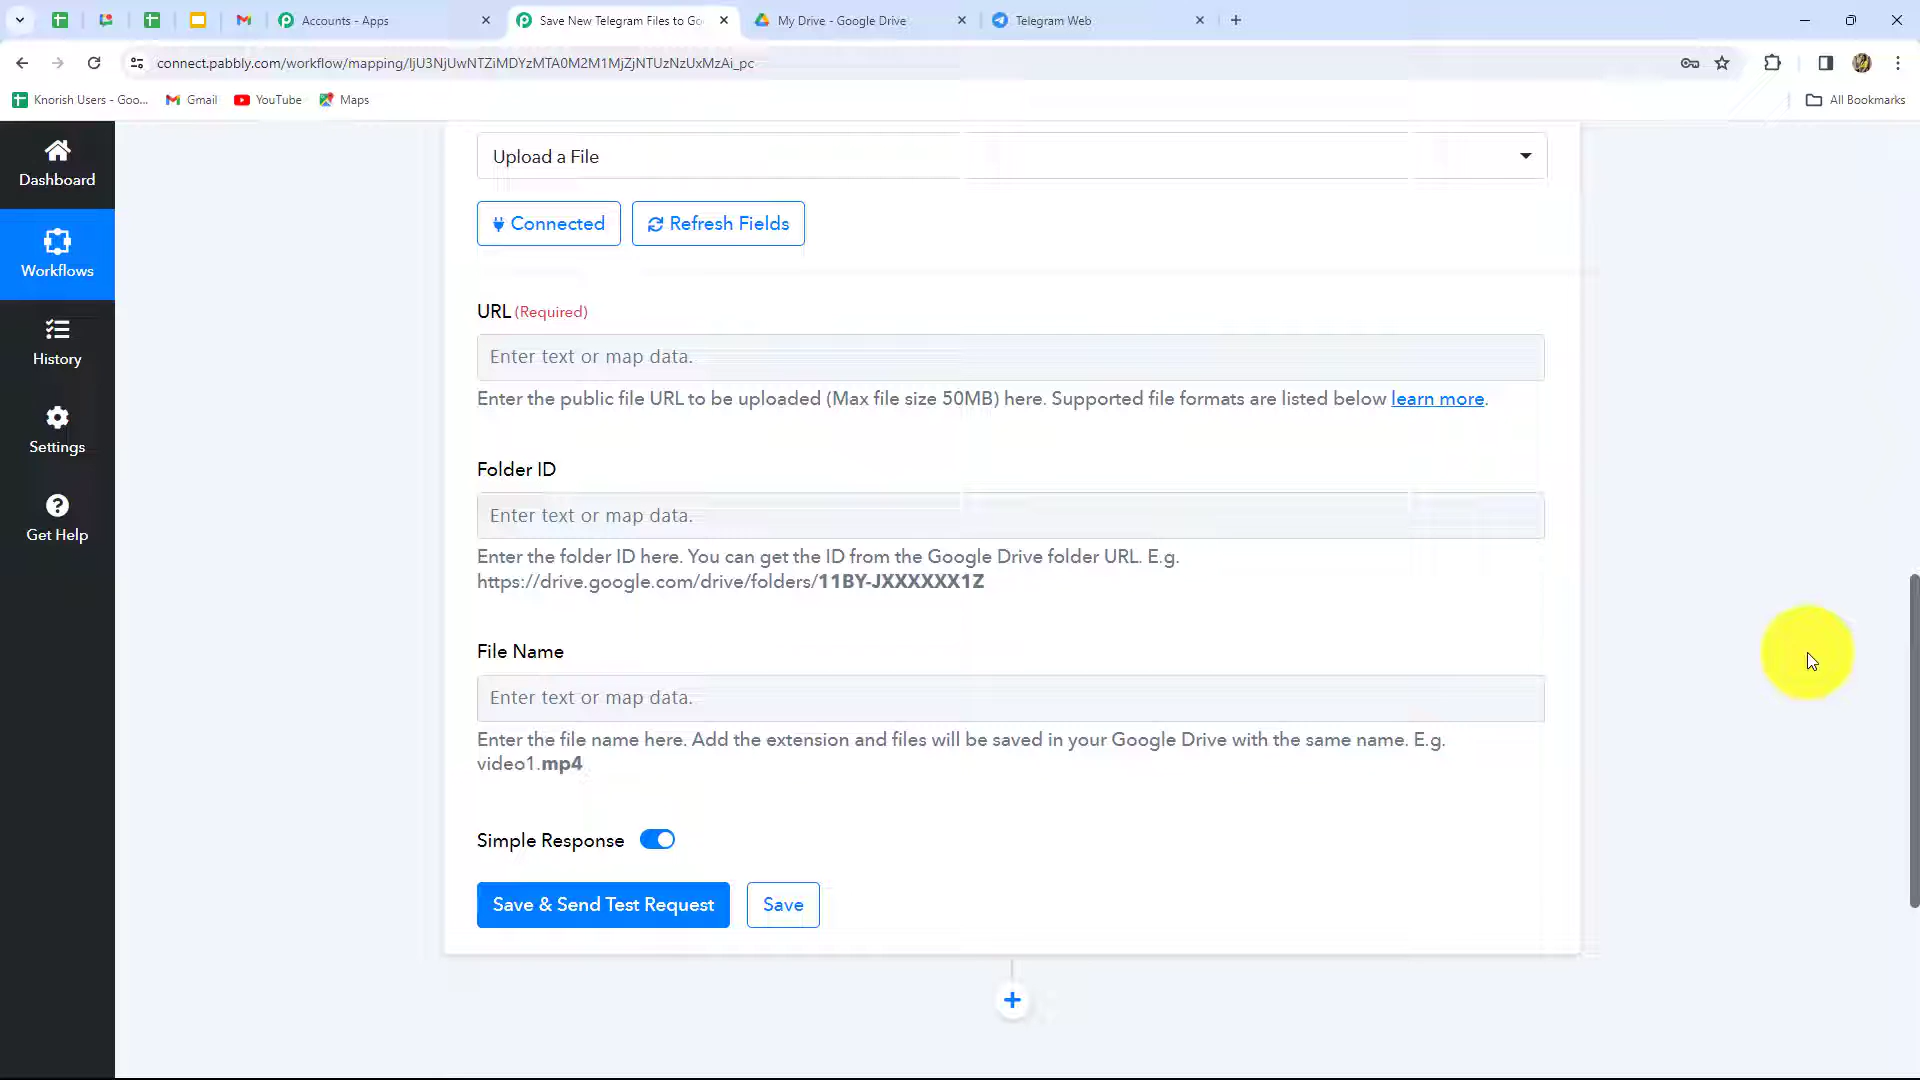 Accounts - Apps
Save New Telegram Files to Go
My Drive - Google Drive
Telegram Web
connect.pabbly.com/workflow/mapping/IjU3NjUwNTZiMDYzMTA0M2M1MjZjNTUzNzUxMzAi_pc
Knorish Users - Goo...
Gmail
YouTube
Maps
All Bookmarks
Dashboard
Workflows
History
Settings
Get Help
Upload a File
Connected
Refresh Fields
URL (Required)
Enter text or map data.
Enter the public file URL to be uploaded (Max file size 50MB) here. Supported file formats are listed below learn more.
Folder ID
Enter text or map data.
Enter the folder ID here. You can get the ID from the Google Drive folder URL. E.g.
https://drive.google.com/drive/folders/11BY-JXXXXXX1Z
File Name
Enter text or map data.
Enter the file name here. Add the extension and files will be saved in your Google Drive with the same name. E.g.
video1.mp4
Simple Response
Save & Send Test Request
Save